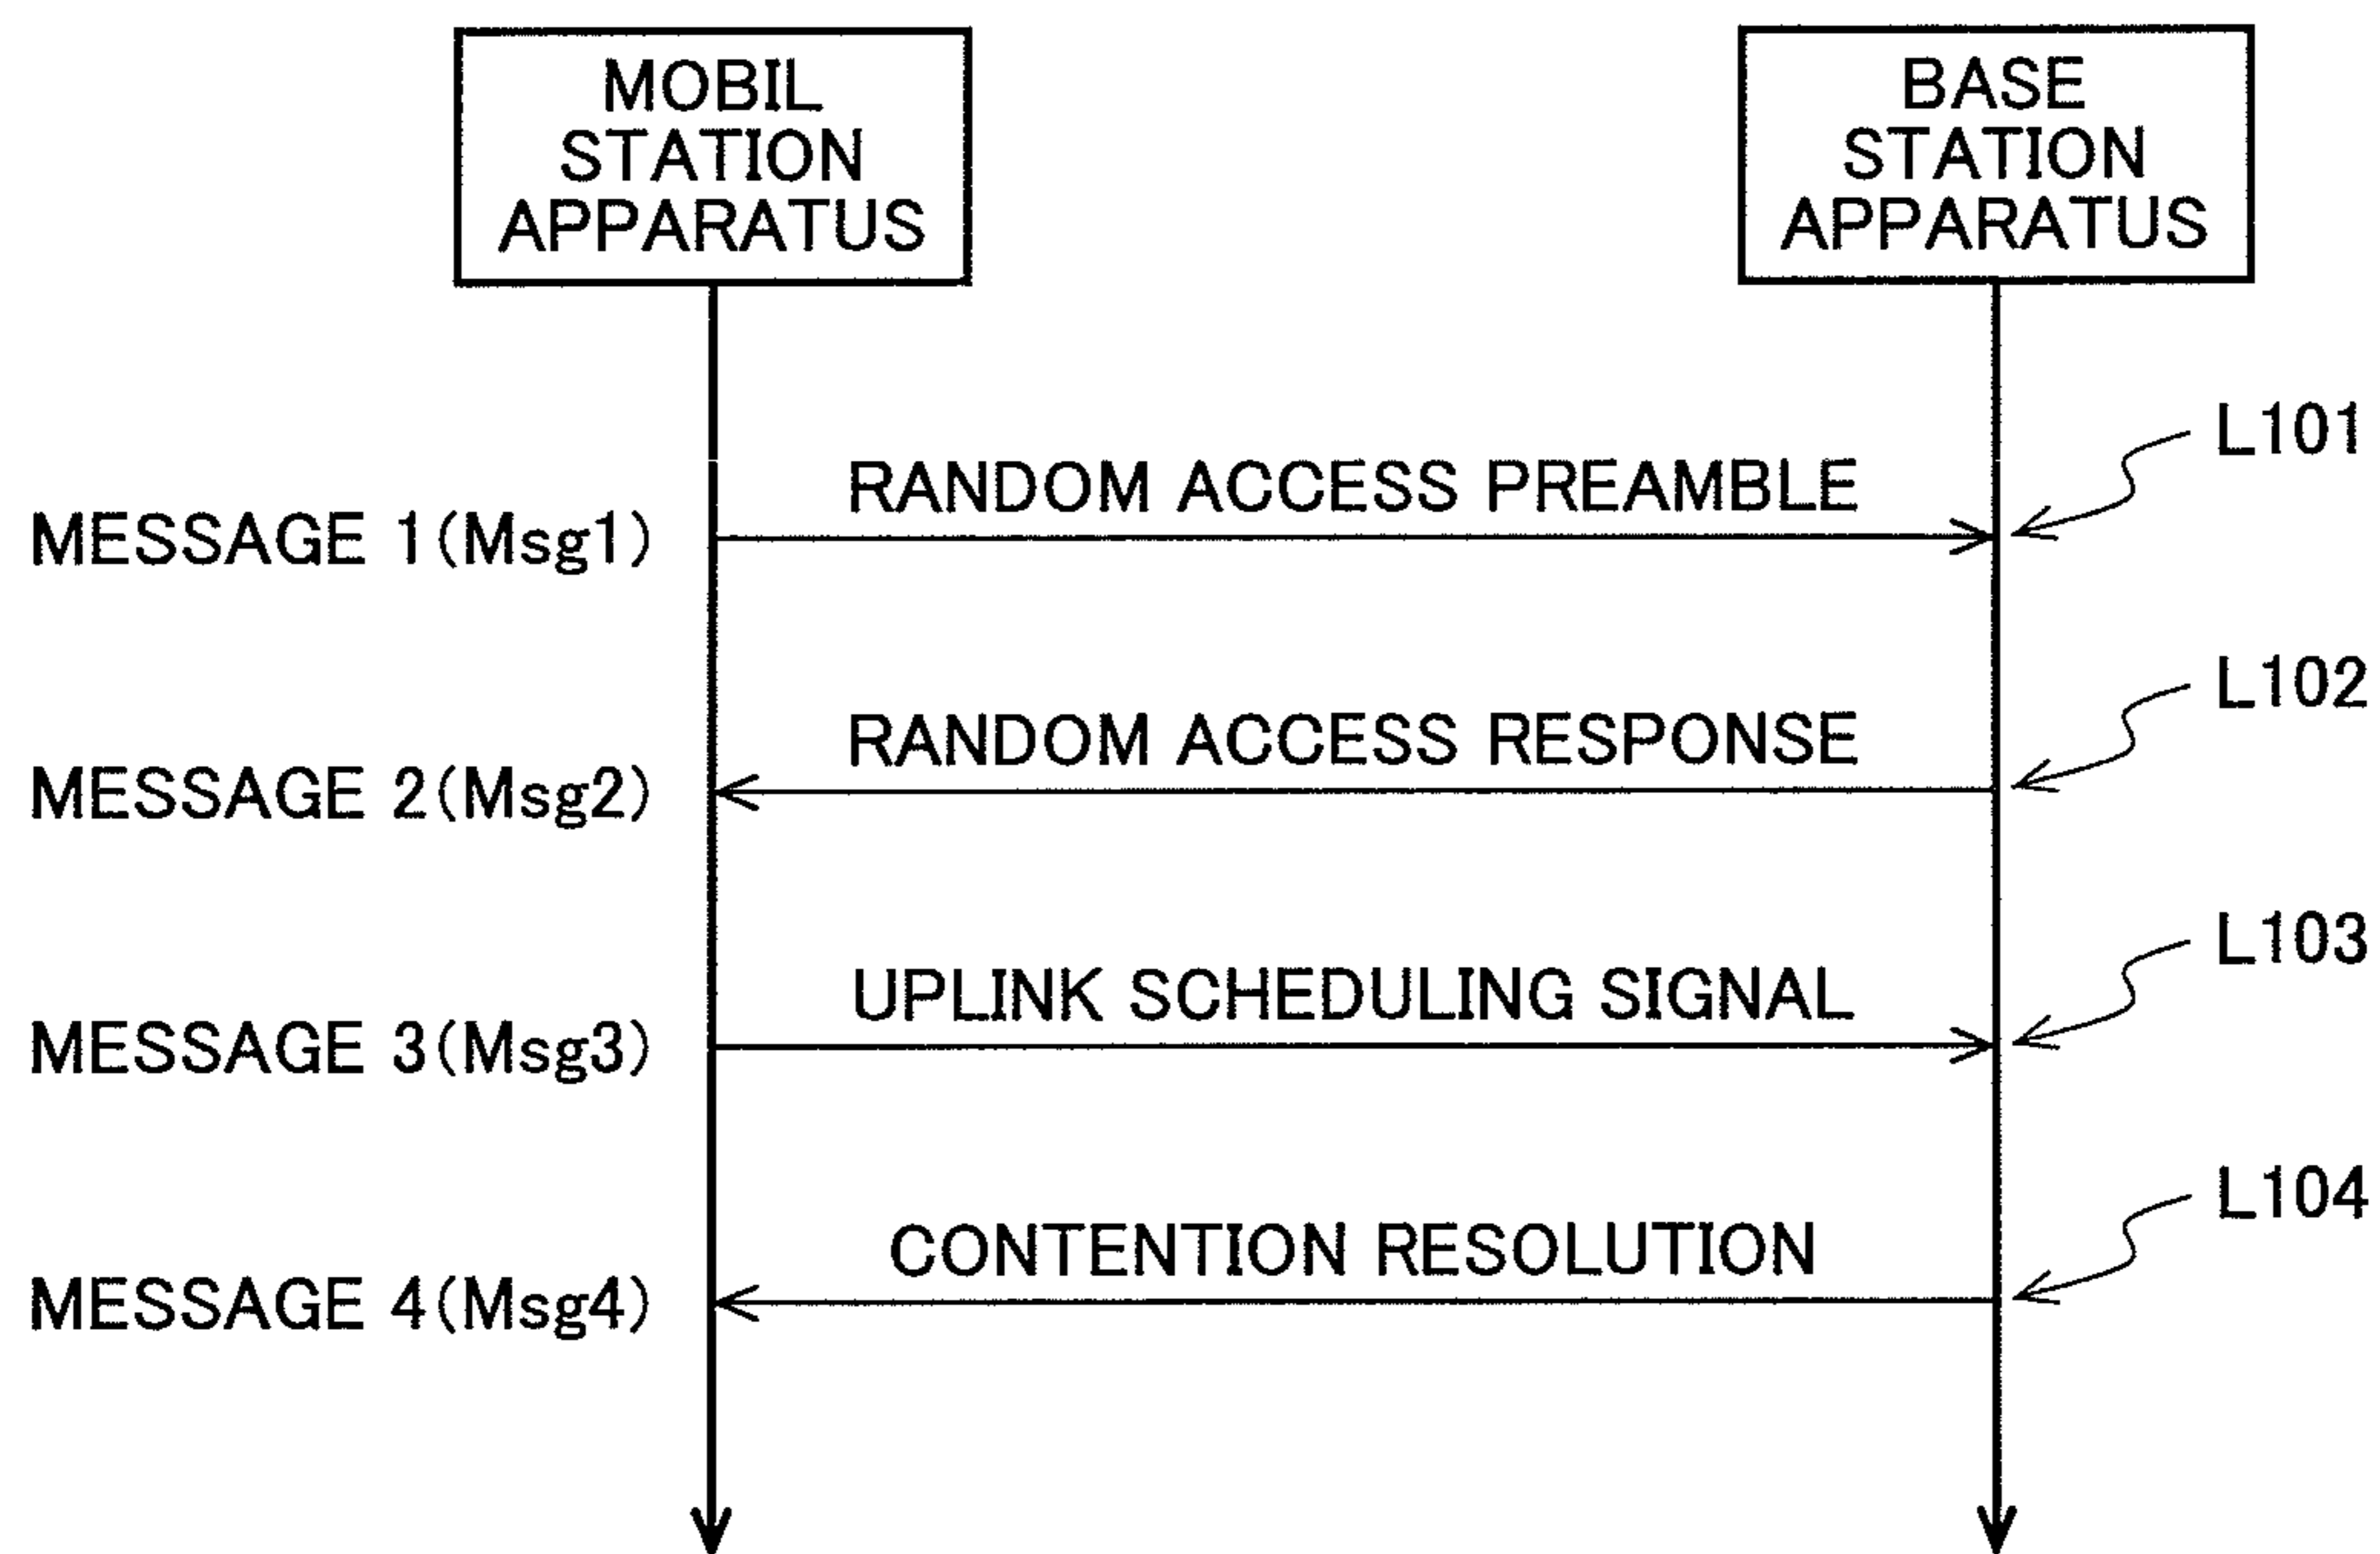 MOBIL
STATION
APPARATUS
BASE
STATION
APPARATUS
L101
RANDOM ACCESS PREAMBLE
MESSAGE 1(Msg1)
L102
RANDOM ACCESS RESPONSE
MESSAGE 2(Msg2)
L103
UPLINK SCHEDULING SIGNAL
MESSAGE 3(Msg3)
L104
CONTENTION RESOLUTION
MESSAGE 4(Msg4)